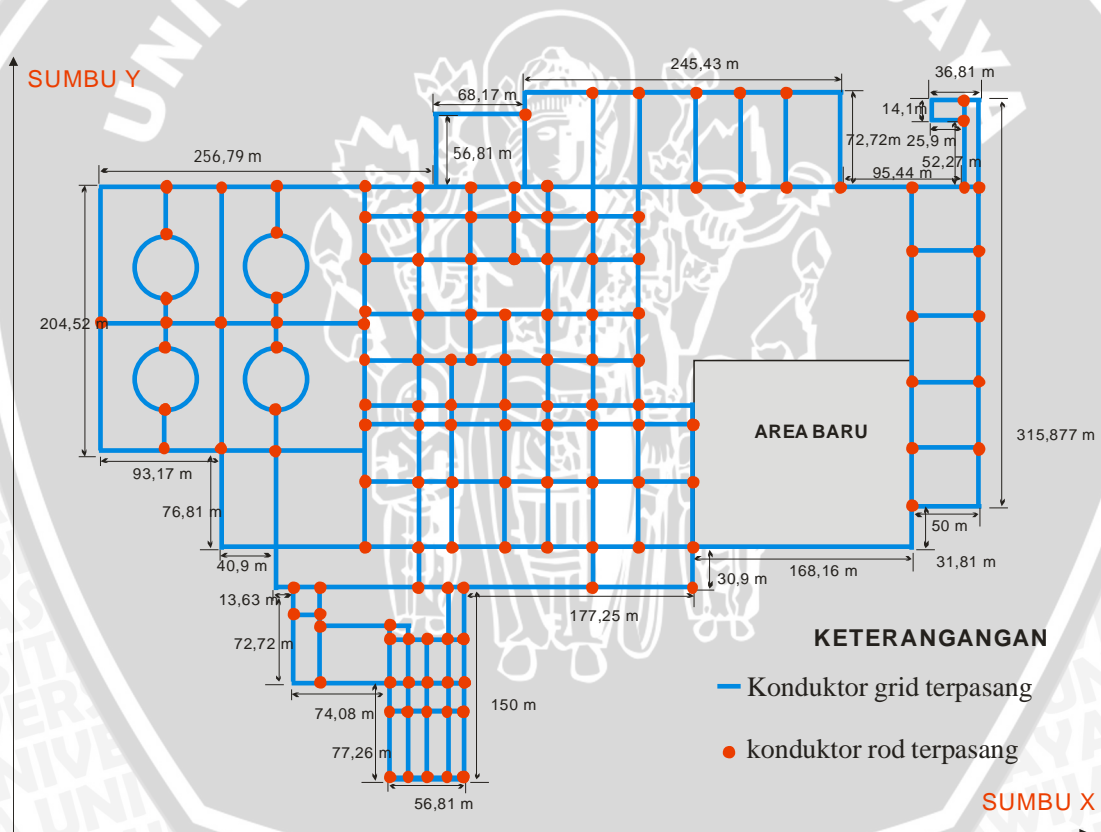 UNIVERSITAS BRAWIJAYA
SUMBU Y
245,43 m
36,81 m
68,17 m
14,1m
72,72m
25,9 m
256,79 m
56,81 m
52,27 m
95,44 m
204,52 m
AREA BARU
315,877 m
93,17 m
76,81 m
50 m
40,9 m
30,9 m
168,16 m
31,81 m
13,63 m
177,25 m
72,72 m
KETERANGANGAN
Konduktor grid terpasang
74,08 m
150 m
77,26 m
konduktor rod terpasang
56,81 m
SUMBU X